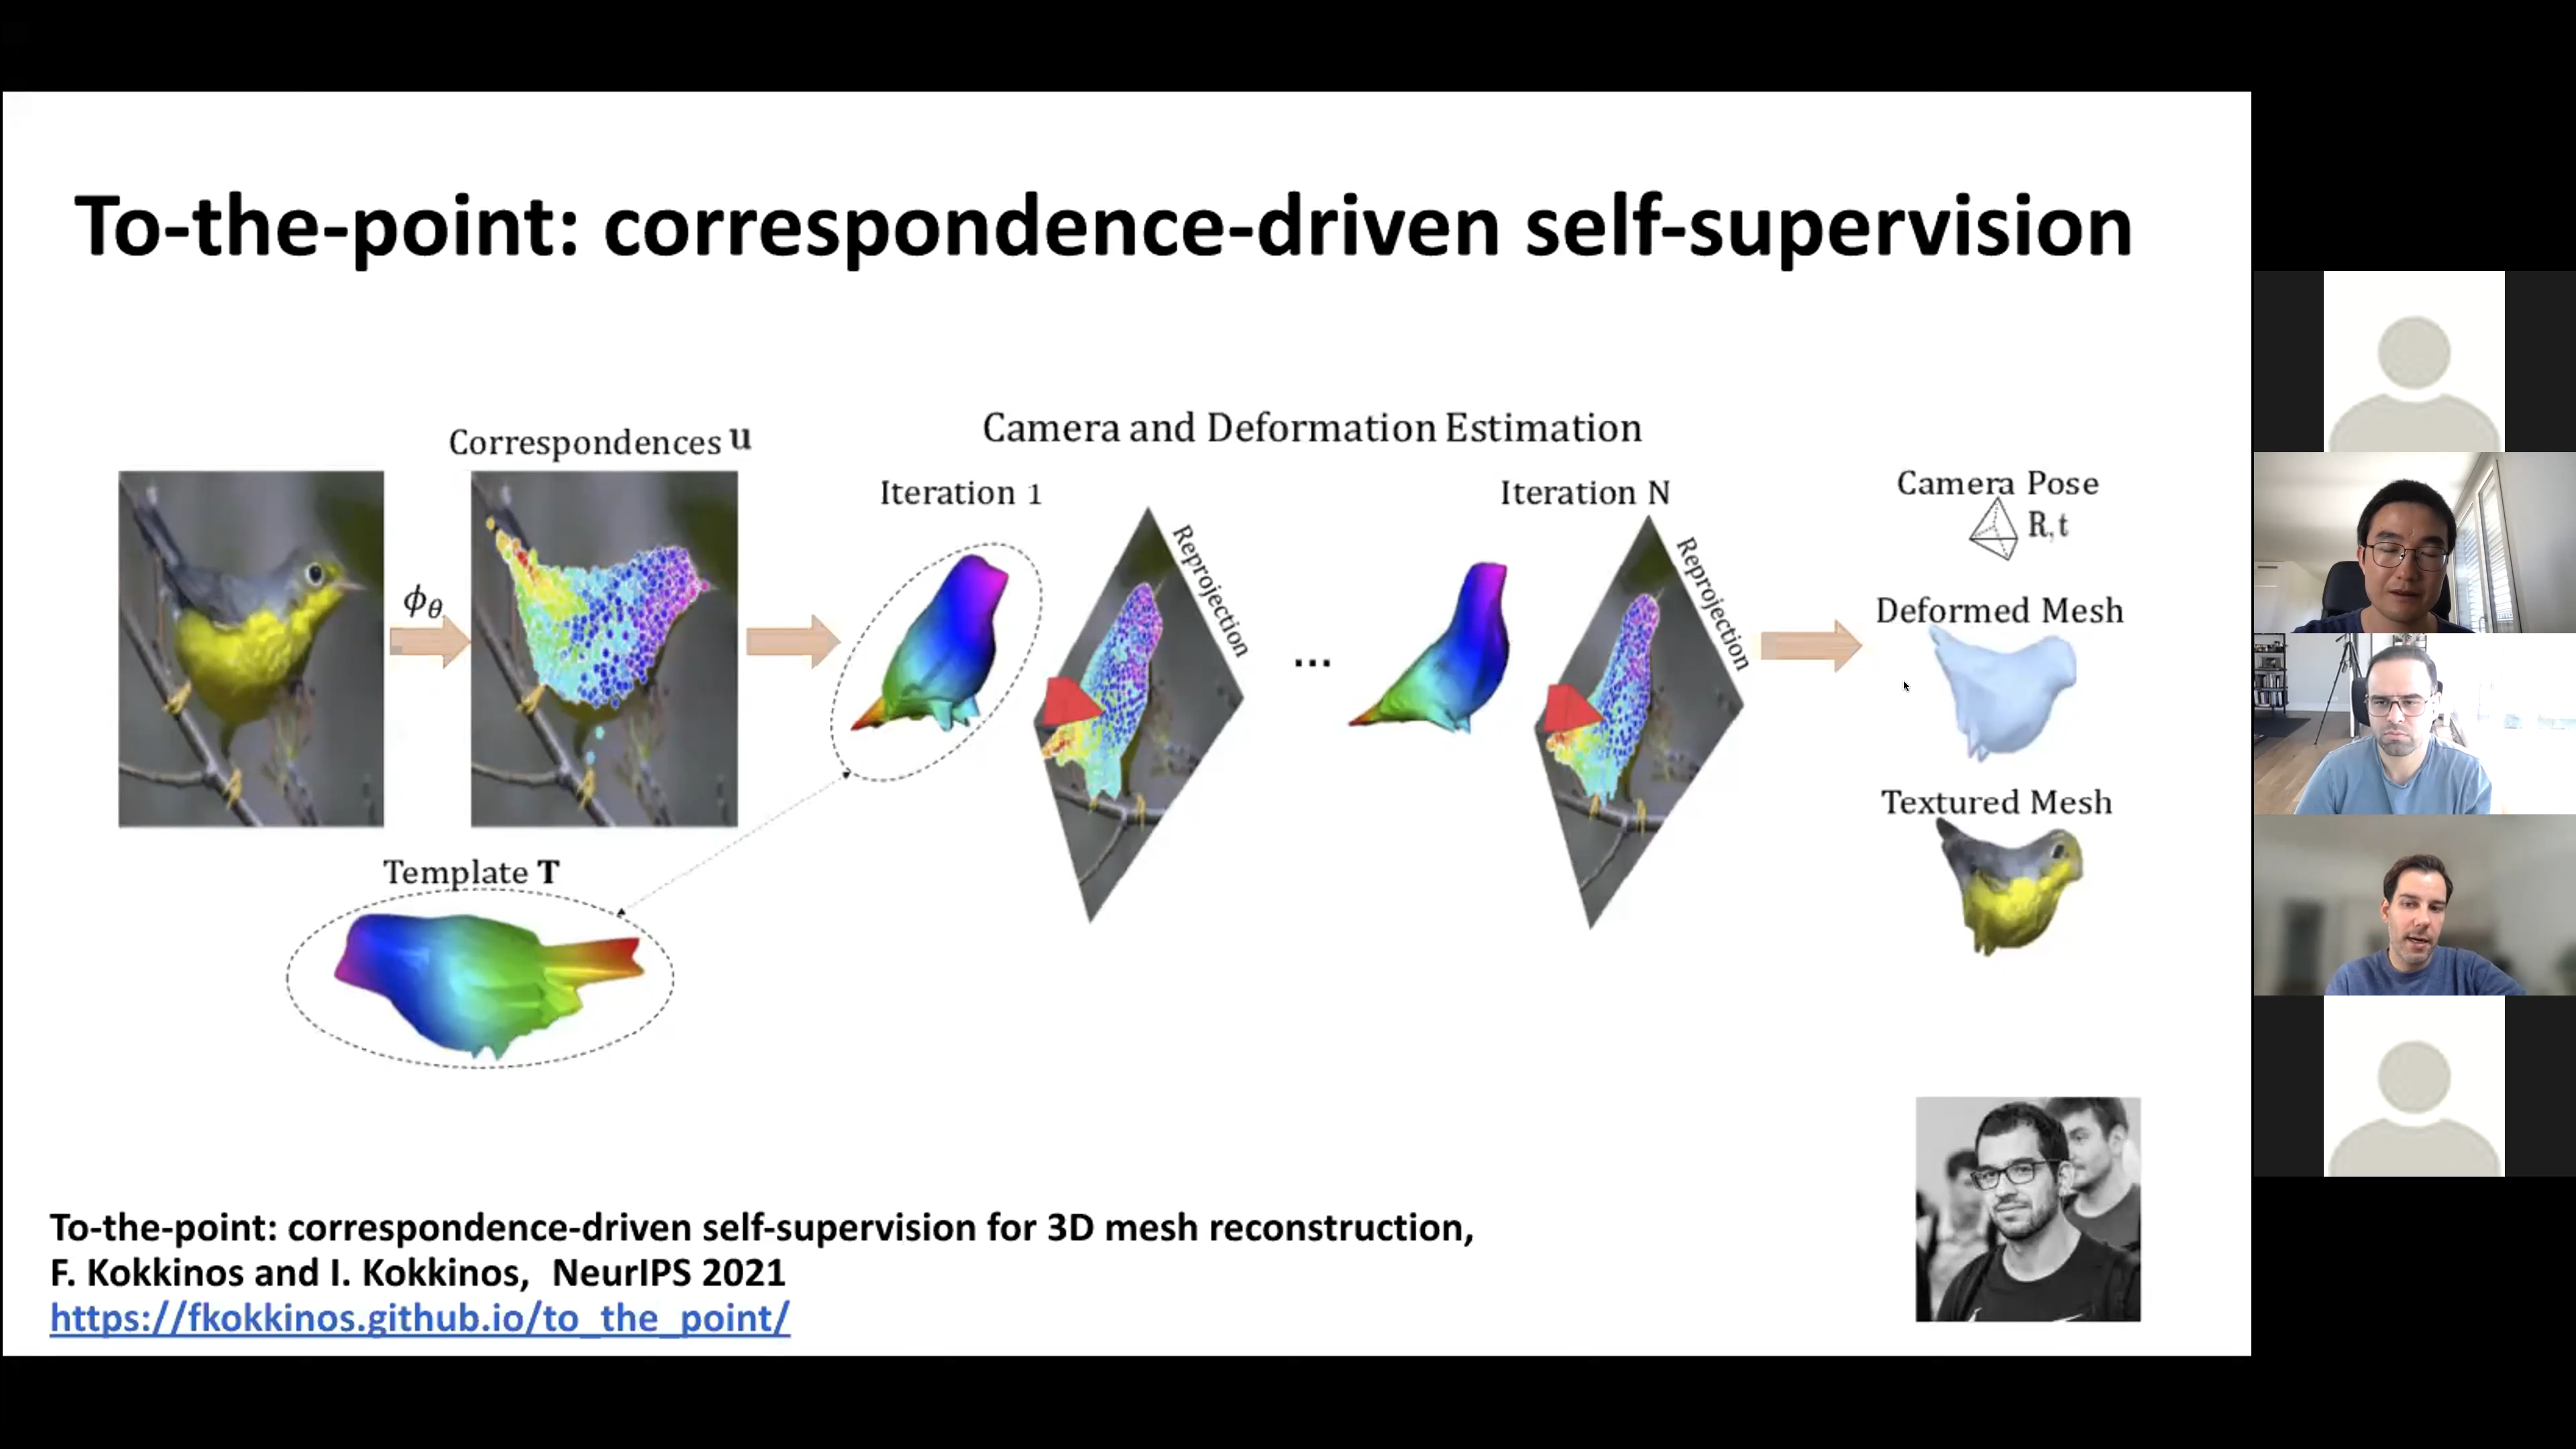 To-the-point: correspondence-driven self-supervision
Correspondences u
Camera and Deformation Estimation
Iteration 1
Iteration N
Reprojection
Reprojection
ϕθ
...
Camera Pose
R,t
Deformed Mesh
Textured Mesh
Template T
To-the-point: correspondence-driven self-supervision for 3D mesh reconstruction,
F. Kokkinos and I. Kokkinos, NeurIPS 2021
https://fkokkinos.github.io/to_the_point/